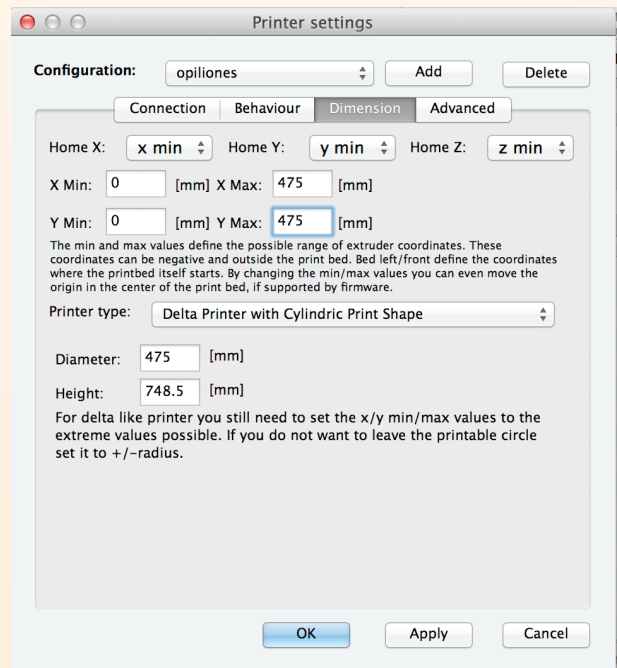 Printer settings
Configuration: opiliones Add Delete
Connection Behaviour Dimension Advanced
Home X: x min Home Y: y min Home Z: z min
X Min: 0 [mm] X Max: 475 [mm]
Y Min: 0 [mm] Y Max: 475 [mm]
The min and max values define the possible range of extruder coordinates. These
coordinates can be negative and outside the print bed. Bed left/front define the coordinates
where the printbed itself starts. By changing the min/max values you can even move the
origin in the center of the print bed, if supported by firmware.
Printer type: Delta Printer with Cylindric Print Shape
Diameter: 475 [mm]
Height: 748.5 [mm]
For delta like printer you still need to set the x/y min/max values to the
extreme values possible. If you do not want to leave the printable circle
set it to +/-radius.
OK Apply Cancel